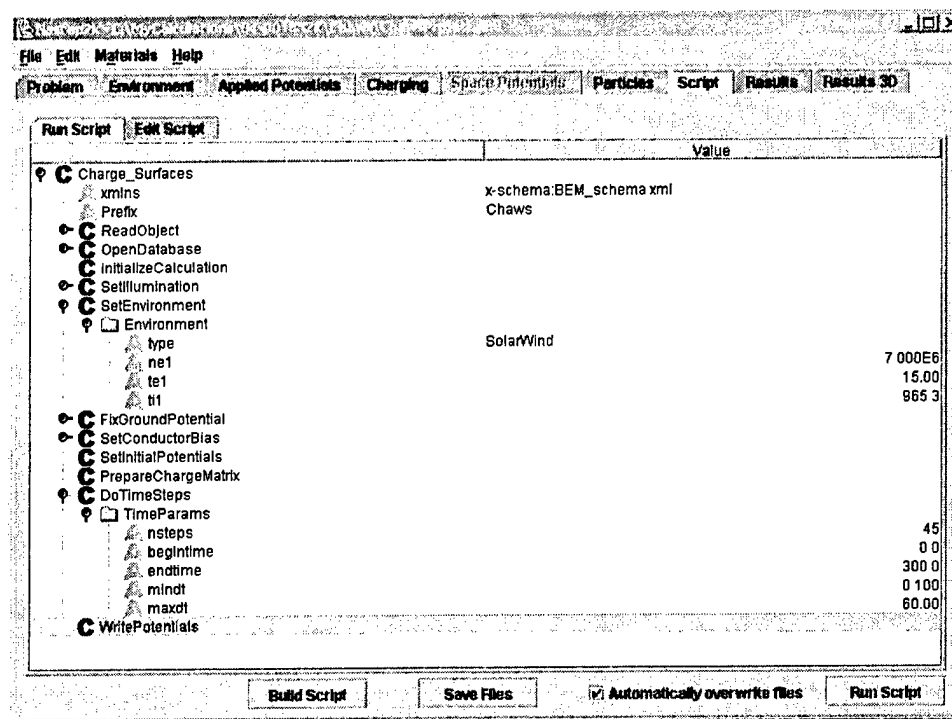 File Edit Materials Help
Problem Environment Applied Potentials Charging Space Potentials Particles Script Results Results 3D
Run Script Edit Script
Value
Charge_Surfaces
xmlns x-schema:BEM_schema xml
Prefix Chaws
ReadObject
OpenDatabase
InitializeCalculation
SetIllumination
SetEnvironment
Environment
type SolarWind
ne1 7 000E6
te1 15.00
ti1 965 3
FixGroundPotential
SetConductorBias
SetInitialPotentials
PrepareChargeMatrix
DoTimeSteps
TimeParams
nsteps 45
begintime 0 0
endtime 300 0
mindt 0 100
maxdt 60.00
WritePotentials
Build Script Save Files Automatically overwrite files Run Script